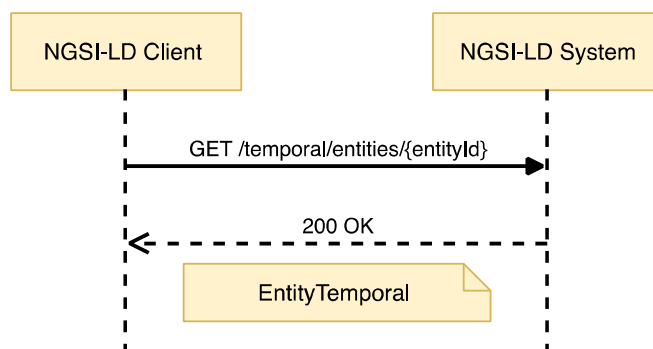 NGSI-LD Client
NGSI-LD System
GET /temporal/entities/{entityId}
200 OK
EntityTemporal